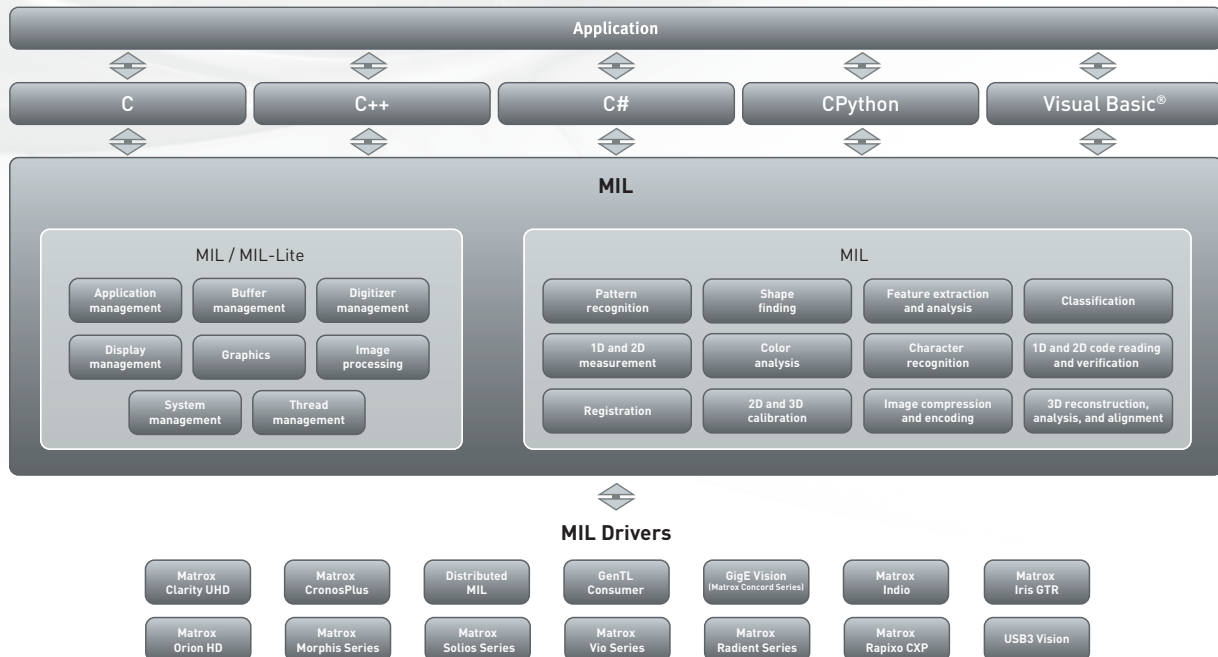 Application
C
C++
C#
CPython
Visual Basic®
MIL
MIL / MIL-Lite
Application
management
Buffer
management
Digitizer
management
Display
management
Graphics
Image
processing
System
management
Thread
management
MIL
Pattern
recognition
Shape
finding
Feature extraction
and analysis
Classification
1D and 2D
measurement
Color
analysis
Character
recognition
1D and 2D code reading
and verification
Registration
2D and 3D
calibration
Image compression
and encoding
3D reconstruction,
analysis, and alignment
MIL Drivers
Matrox
Clarity UHD
Matrox
CronosPlus
Distributed
MIL
GenTL
Consumer
GigE Vision
(Matrox Concord Series)
Matrox
Indio
Matrox
Iris GTR
Matrox
Orion HD
Matrox
Morphis Series
Matrox
Solios Series
Matrox
Vio Series
Matrox
Radient Series
Matrox
Rapixo CXP
USB3 Vision